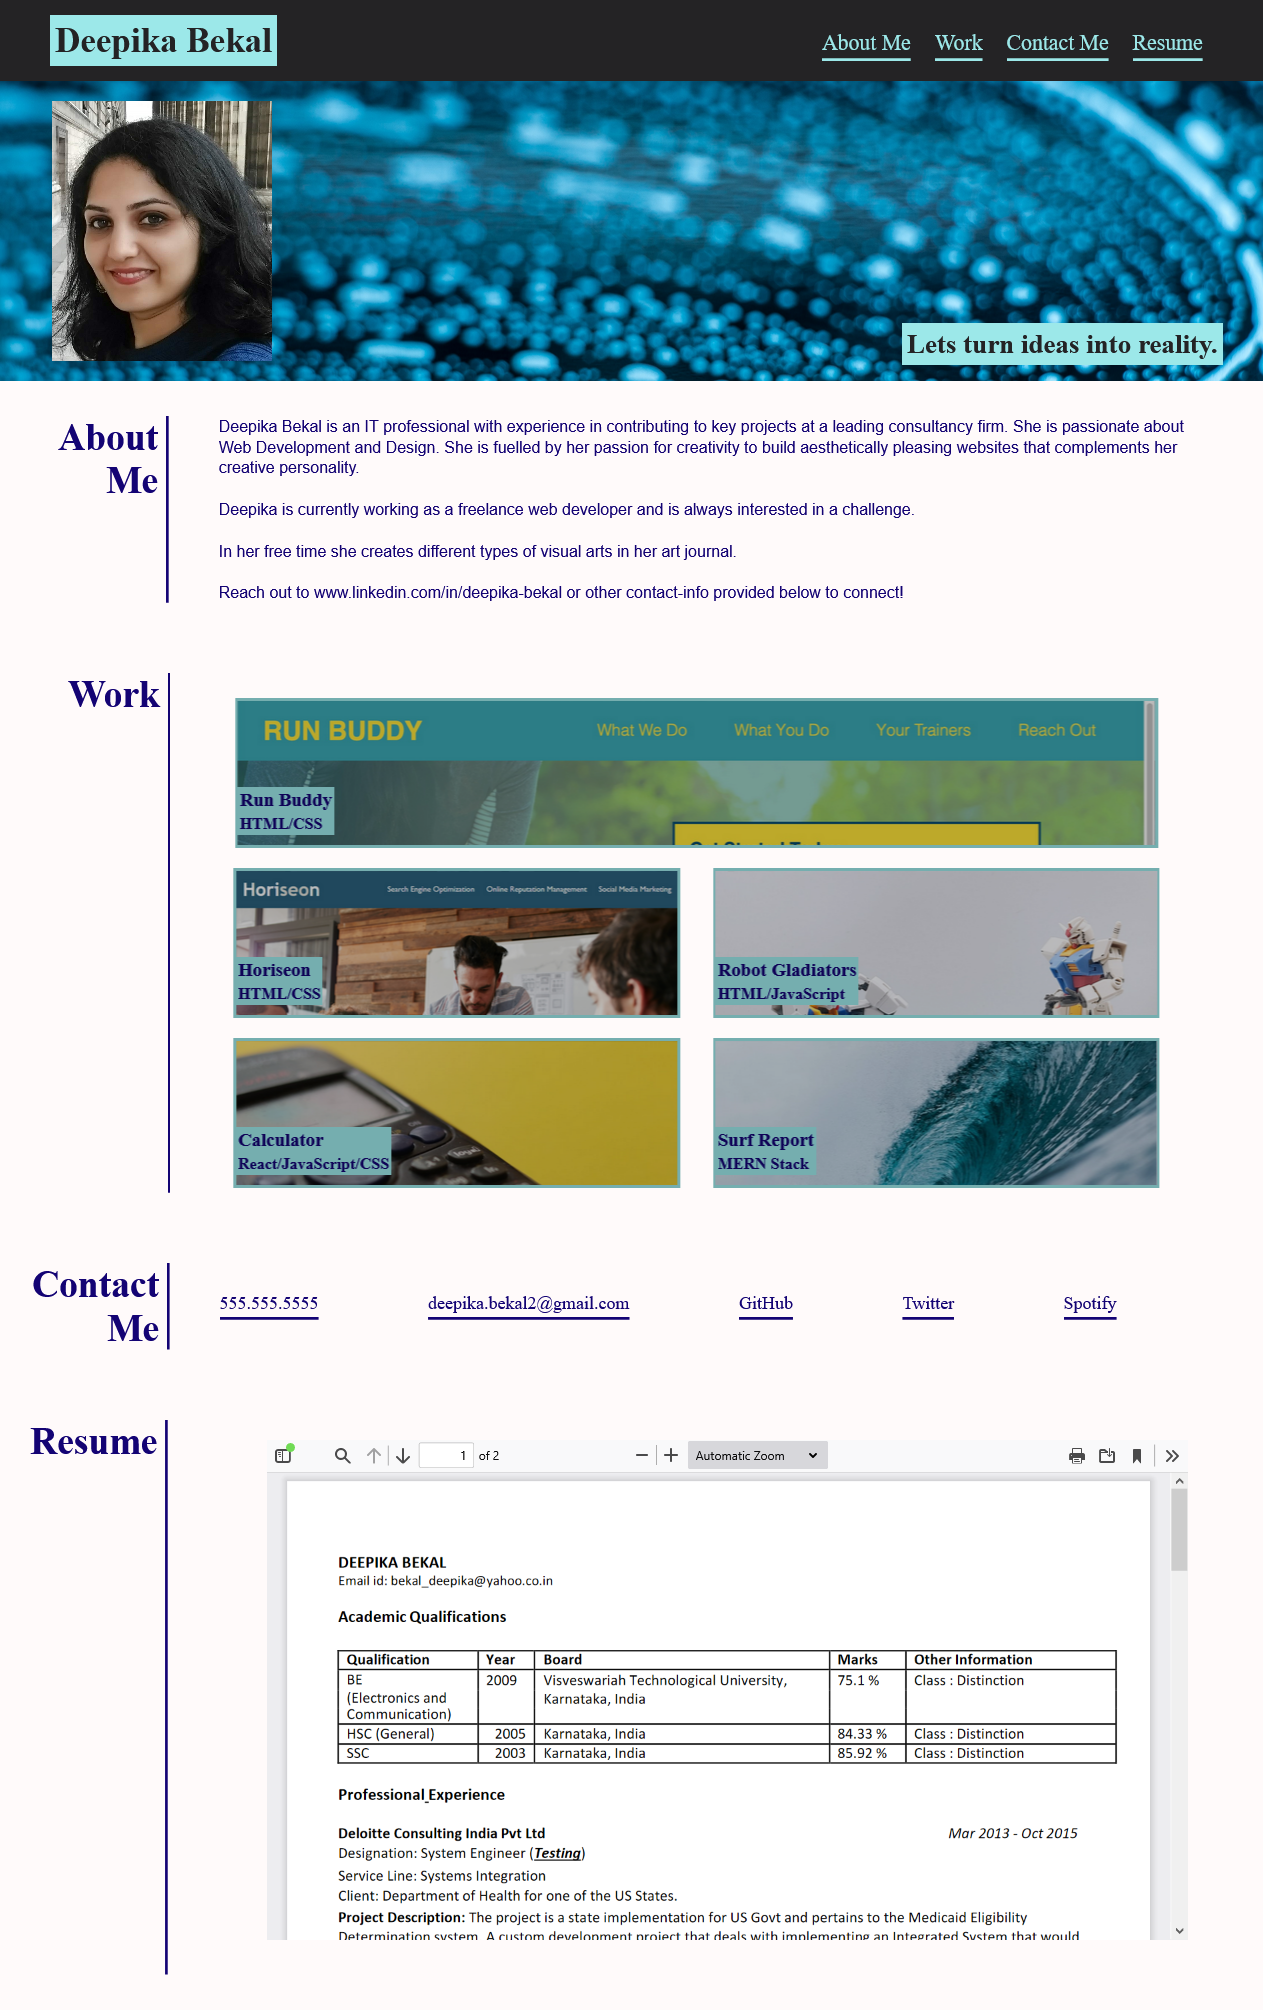 Deepika Bekal
About Me Work Contact Me Resume
Lets turn ideas into reality.
About
Me
Deepika Bekal is an IT professional with experience in contributing to key projects at a leading consultancy firm. She is passionate about
Web Development and Design. She is fuelled by her passion for creativity to build aesthetically pleasing websites that complements her
creative personality.
Deepika is currently working as a freelance web developer and is always interested in a challenge.
In her free time she creates different types of visual arts in her art journal.
Reach out to www.linkedin.com/in/deepika-bekal or other contact-info provided below to connect!
Work
RUN BUDDY What We Do What You Do Your Trainers Reach Out
Run Buddy
HTML/CSS
Horiseon Search Engine Optimization Online Reputation Management Social Media Marketing
Horiseon
HTML/CSS
Robot Gladiators
HTML/JavaScript
Calculator
React/JavaScript/CSS
Surf Report
MERN Stack
Contact
Me
555.555.5555 deepika.bekal2@gmail.com GitHub Twitter Spotify
Resume
1 of 2 Automatic Zoom
DEEPIKA BEKAL
Email id: bekal_deepika@yahoo.co.in
Academic Qualifications
Qualification Year Board Marks Other Information
BE 2009 Visveswariah Technological University, 75.1 % Class : Distinction
(Electronics and Karnataka, India
Communication)
HSC (General) 2005 Karnataka, India 84.33 % Class : Distinction
SSC 2003 Karnataka, India 85.92 % Class : Distinction
Professional Experience
Deloitte Consulting India Pvt Ltd Mar 2013 - Oct 2015
Designation: System Engineer (Testing)
Service Line: Systems Integration
Client: Department of Health for one of the US States.
Project Description: The project is a state implementation for US Govt and pertains to the Medicaid Eligibility
Determination system. A custom development project that deals with implementing an Integrated System that would